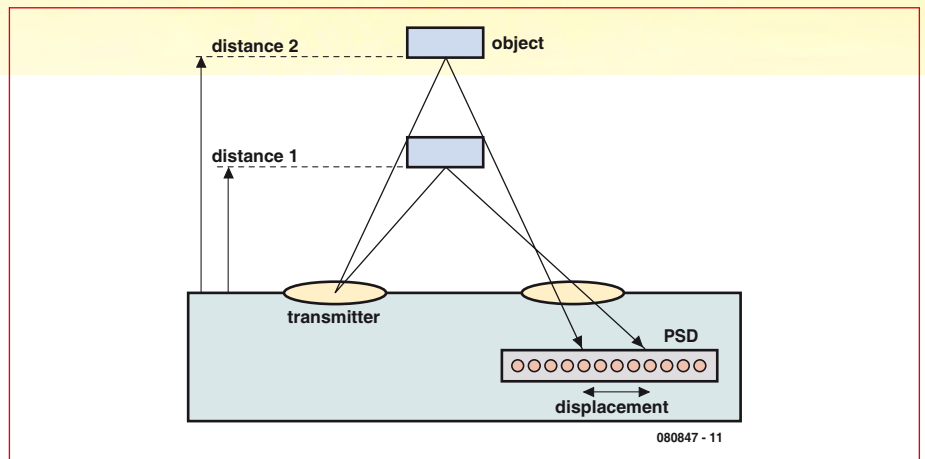 distance 2
object
distance 1
transmitter
PSD
displacement
080847 - 11